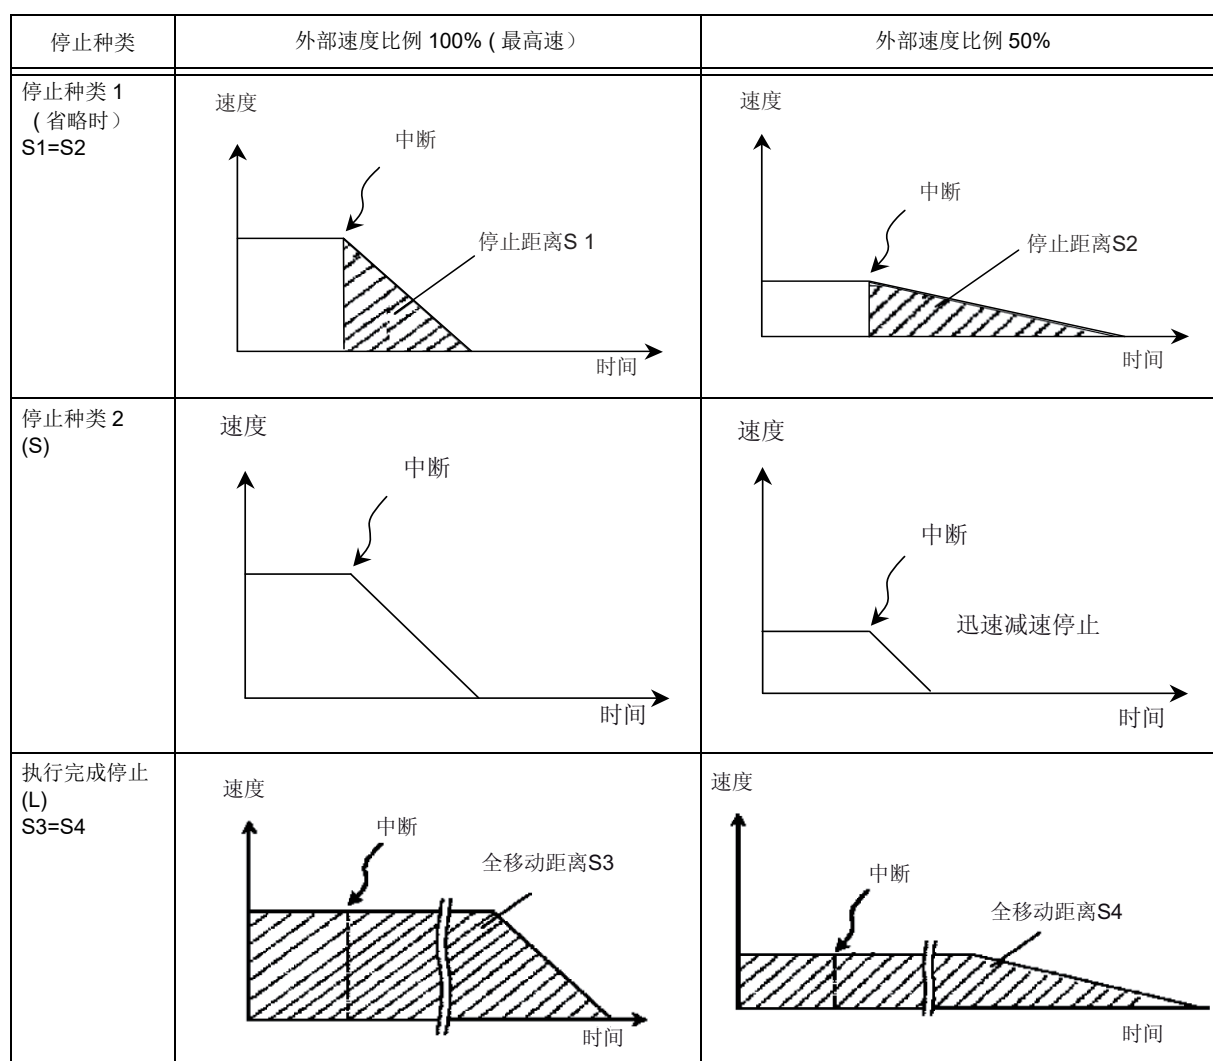 停止种类
外部速度比例 100% ( 最高速）
外部速度比例 50%
停止种类 1
( 省略时）
S1=S2
速度
中断
停止距离S 1
时间
速度
中断
停止距离S2
时间
停止种类 2
(S)
速度
中断
时间
速度
中断
迅速减速停止
时间
执行完成停止
(L)
S3=S4
速度
中断
全移动距离S3
时间
速度
中断
全移动距离S4
时间